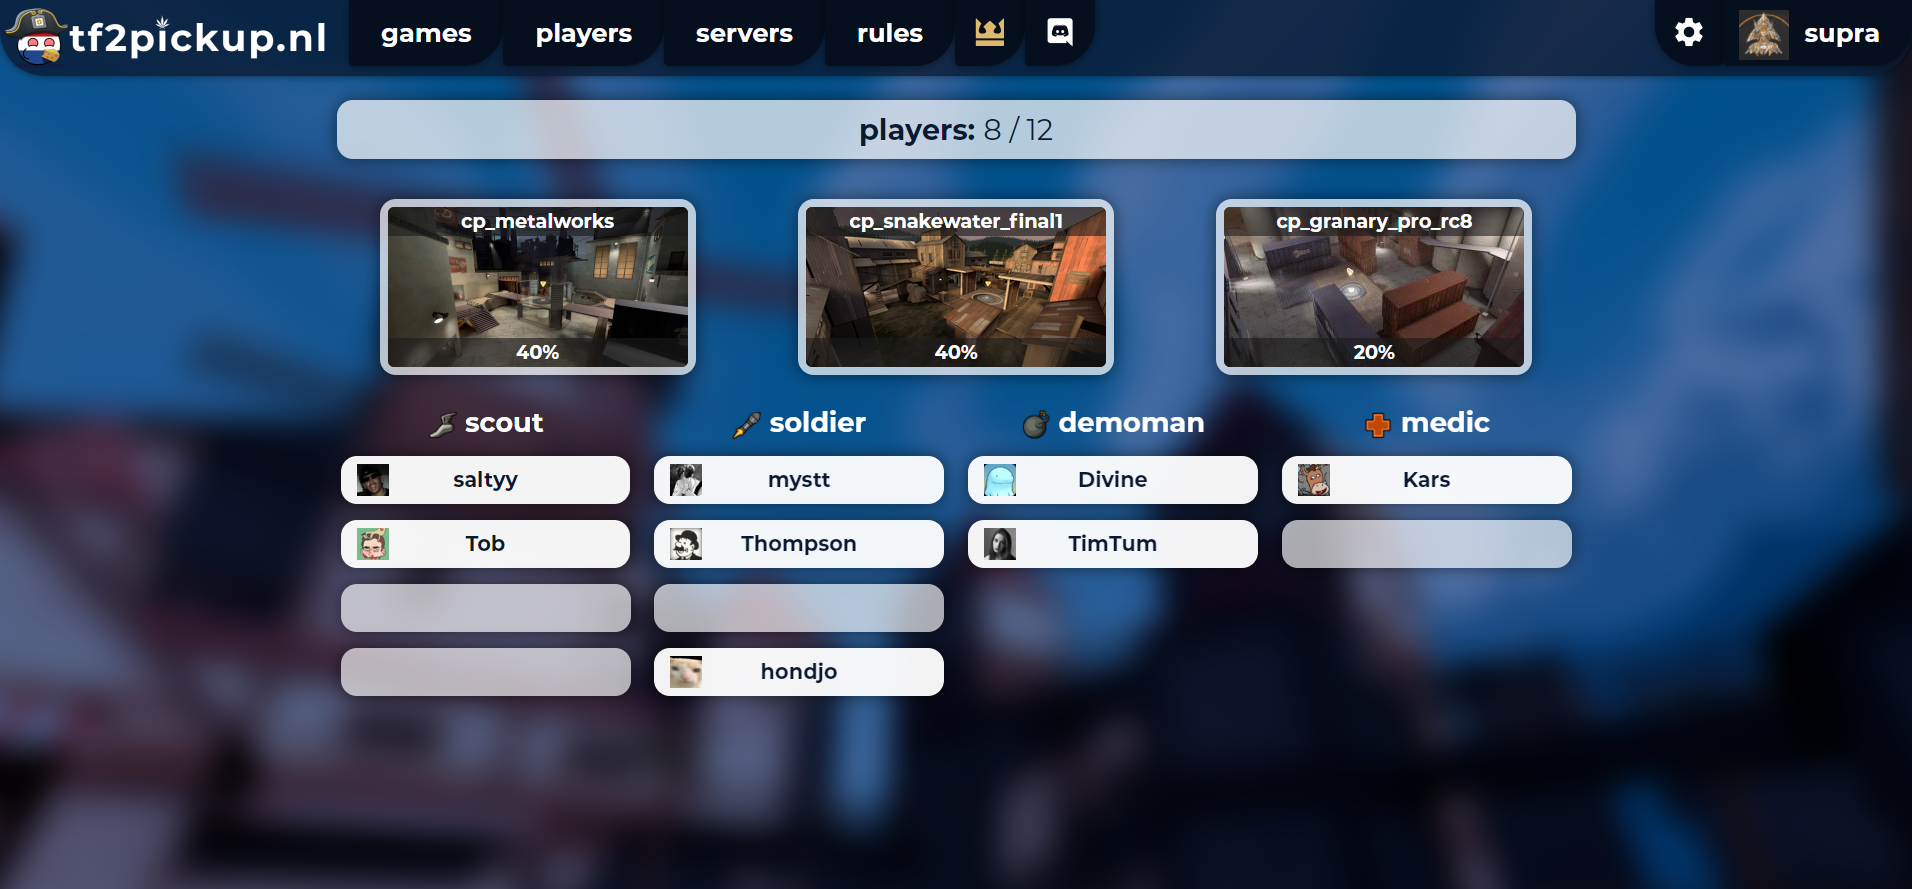 tf2pickup.nl games players servers rules supra
players: 8 / 12
cp_metalworks cp_snakewater_final1 cp_granary_pro_rc8
40% 40% 20%
scout soldier demoman medic
saltyy mystt Divine Kars
Tob Thompson TimTum
hondjo